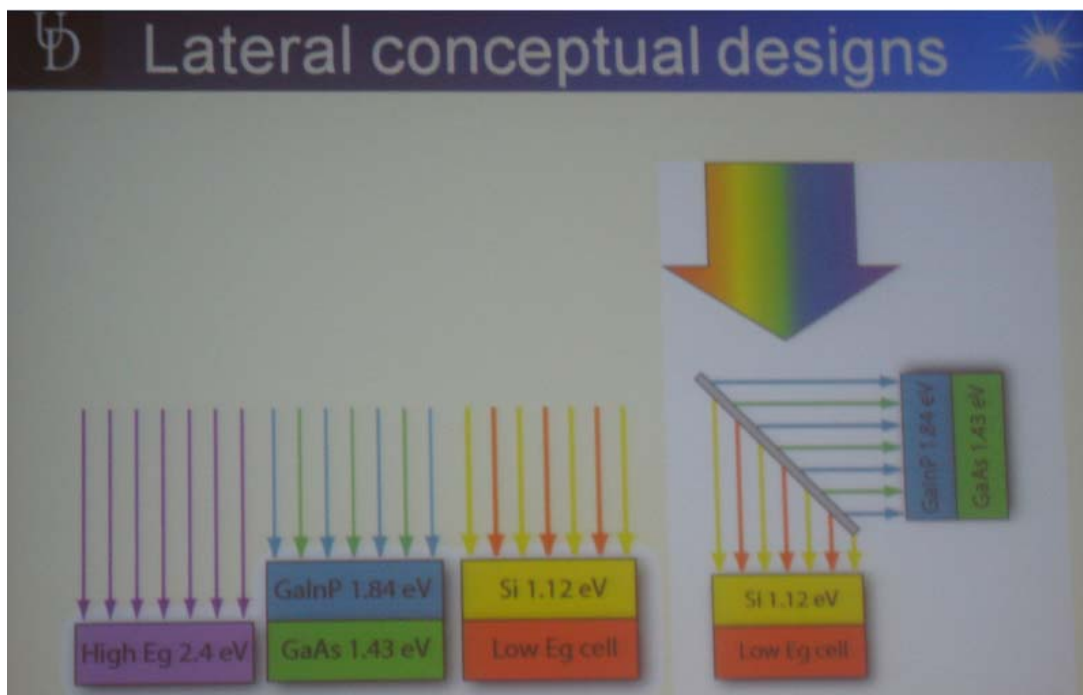 UD
Lateral conceptual designs
GaInP 1.84 eV
GaAs 1.43 eV
GaInP 1.84 eV
Si 1.12 eV
Si 1.12 eV
High Eg 2.4 eV
GaAs 1.43 eV
Low Eg cell
Low Eg cell